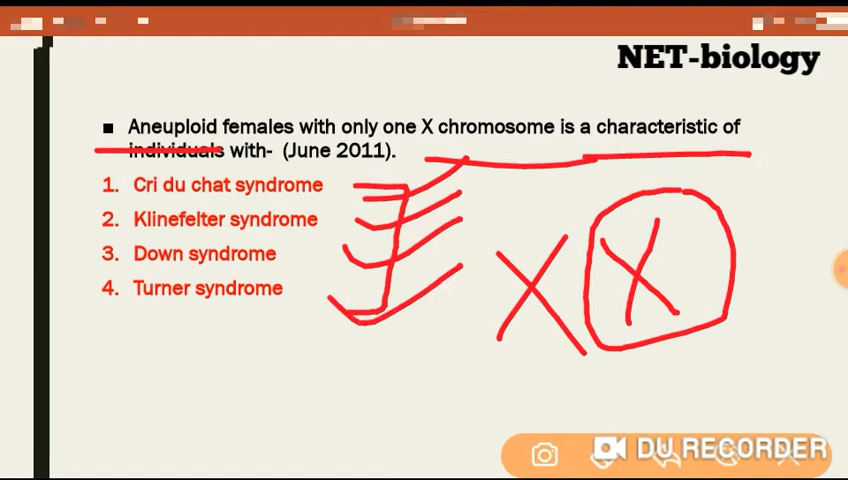 NET-biology
■ Aneuploid females with only one X chromosome is a characteristic of
individuals with- (June 2011).
1. Cri du chat syndrome
2. Klinefelter syndrome
3. Down syndrome
4. Turner syndrome
X X
DU RECORDER